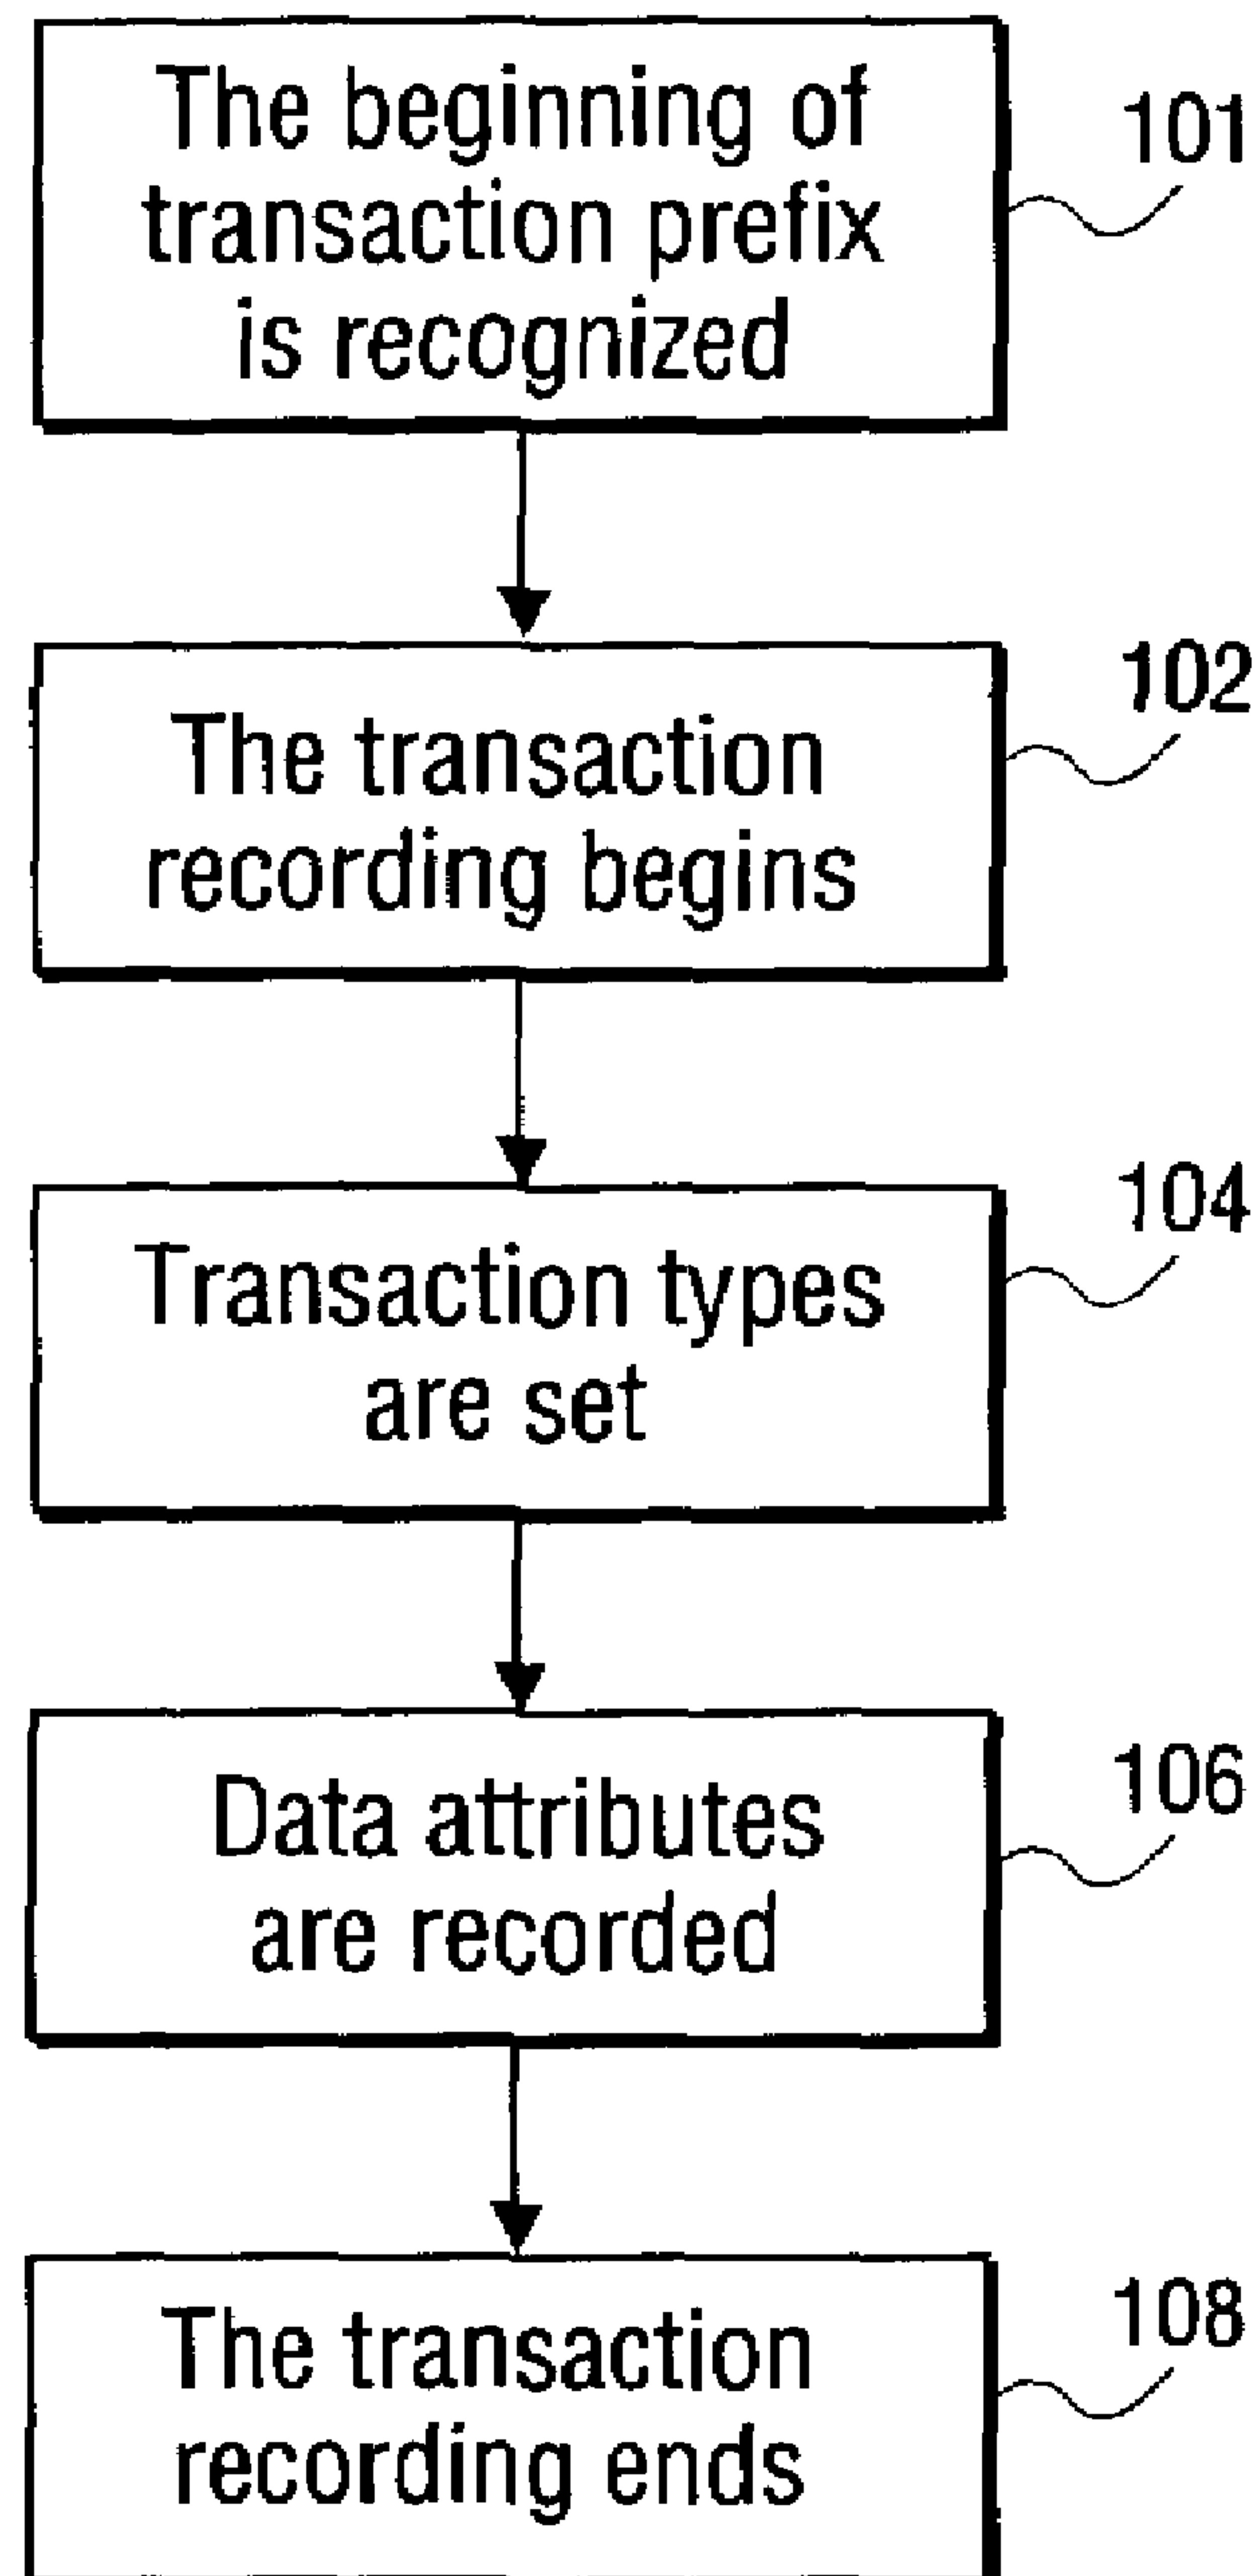 The beginning of
transaction prefix
is recognized
101
The transaction
recording begins
102
Transaction types
are set
104
Data attributes
are recorded
106
The transaction
recording ends
108